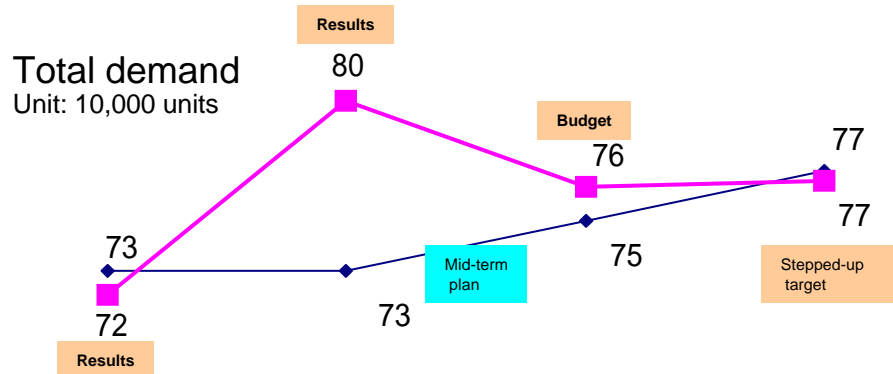 Results
Total demand
80
Unit: 10,000 units
Budget
76
77
73
77
75
Mid-term
plan
Stepped-up
target
73
72
Results